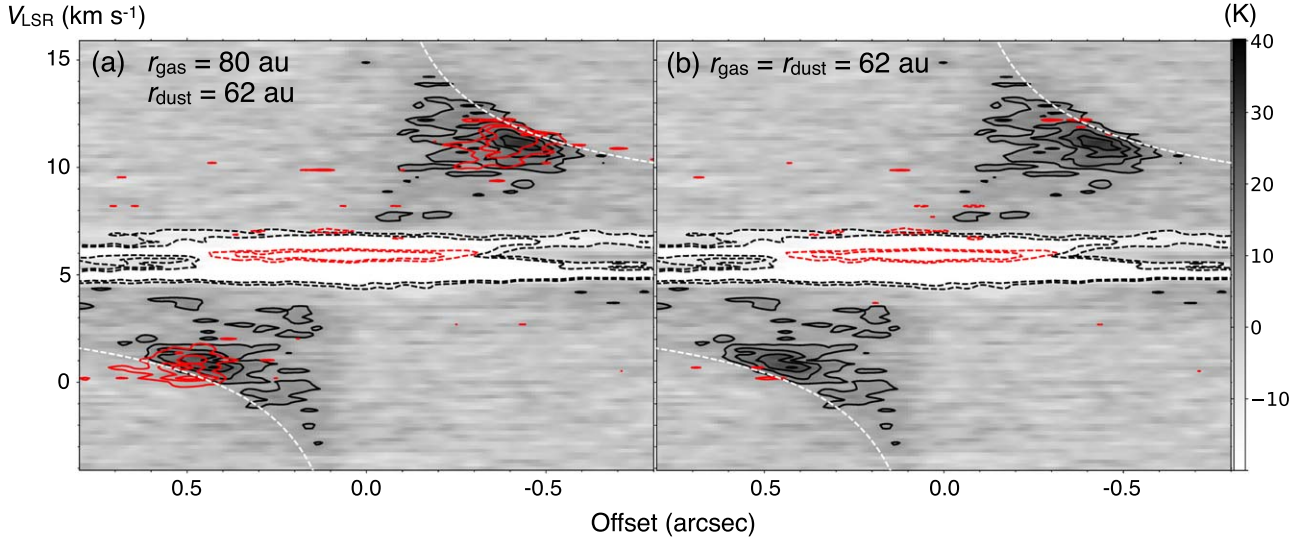 V_LSR (km s⁻¹)
(K)
(a) r_gas = 80 au
r_dust = 62 au
(b) r_gas = r_dust = 62 au
15
10
5
0
40
30
20
10
0
−10
0.5 0.0 -0.5
0.5 0.0 -0.5
Offset (arcsec)